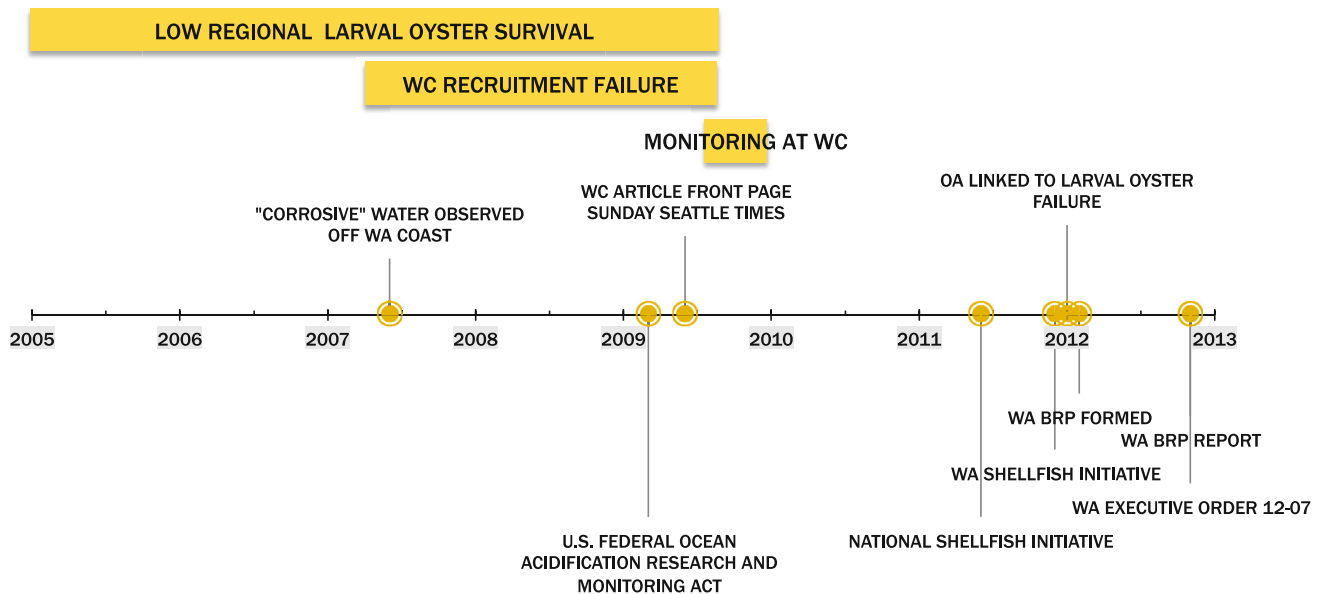 LOW REGIONAL LARVAL OYSTER SURVIVAL
WC RECRUITMENT FAILURE
MONITORING AT WC
OA LINKED TO LARVAL OYSTER
FAILURE
WC ARTICLE FRONT PAGE
SUNDAY SEATTLE TIMES
"CORROSIVE" WATER OBSERVED
OFF WA COAST
2005 2006 2007 2008 2009 2010 2011 2012 2013
WA BRP FORMED
WA BRP REPORT
WA SHELLFISH INITIATIVE
WA EXECUTIVE ORDER 12-07
U.S. FEDERAL OCEAN
ACIDIFICATION RESEARCH AND
MONITORING ACT
NATIONAL SHELLFISH INITIATIVE